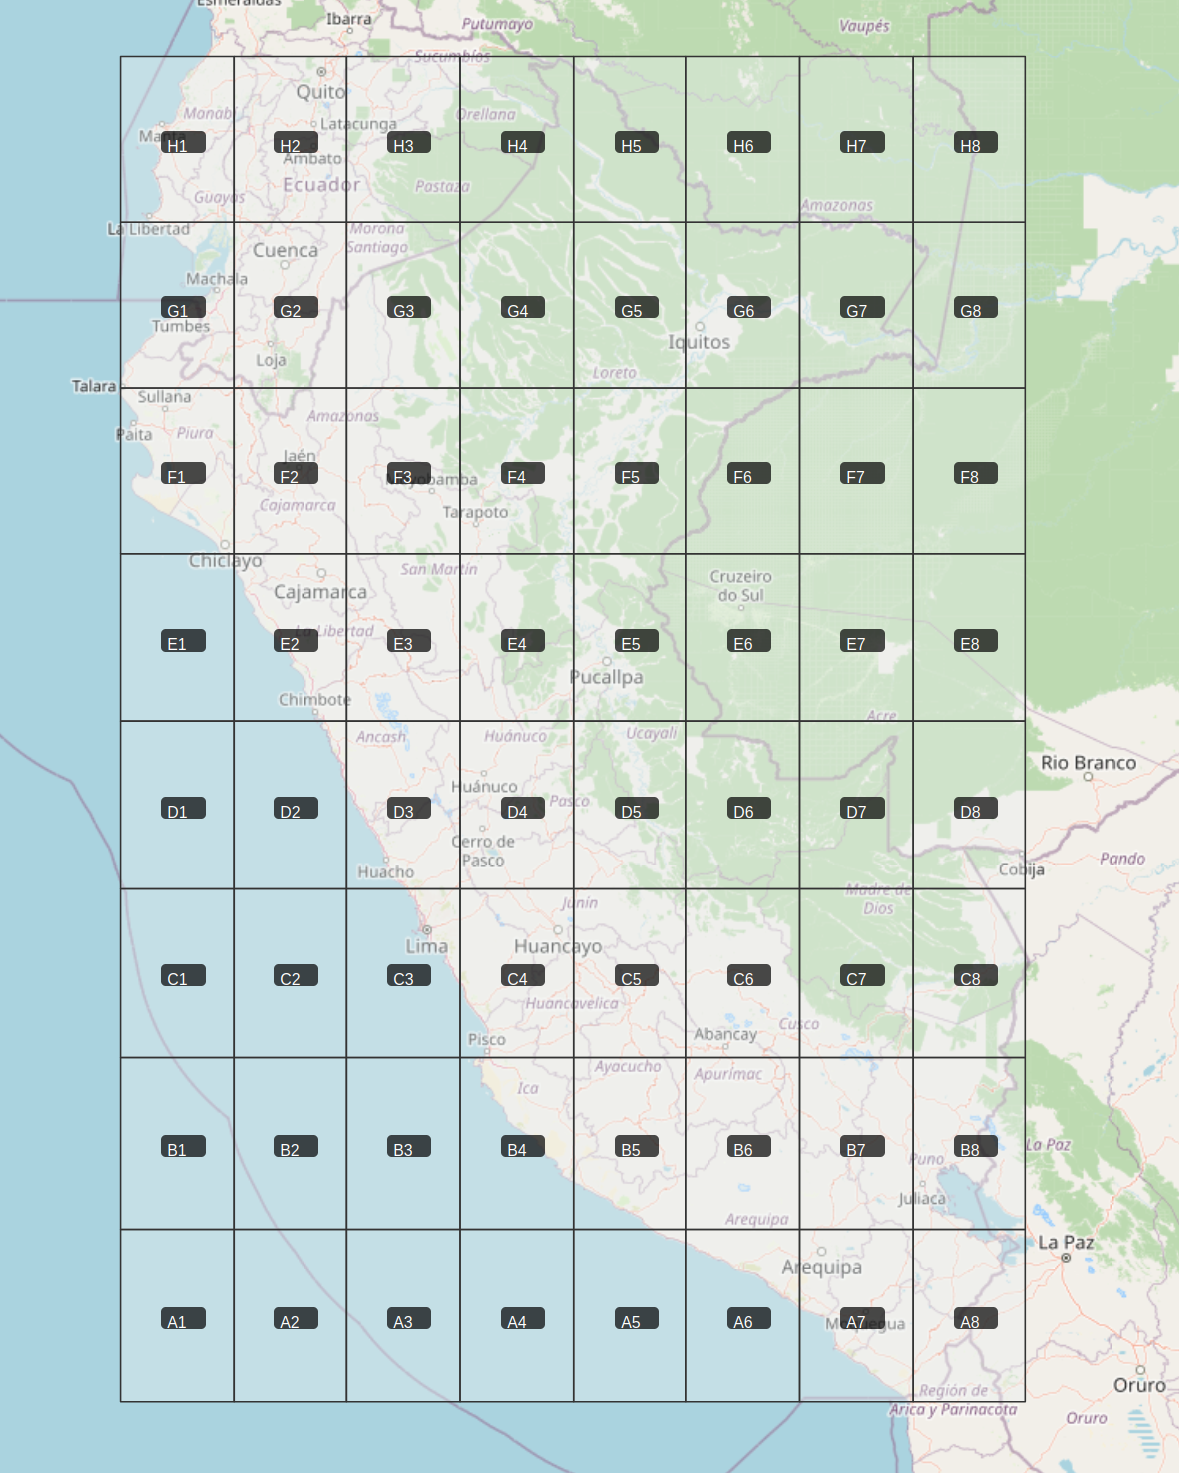 Esmeraldas
Ibarra
Putumayo
Vaupés
Sucumbíos
Quito
Manabí
Orellana
Latacunga
Manta
H1
H2
H3
H4
H5
H6
H7
H8
Ambato
Ecuador
Pastaza
Guayas
Amazonas
La Libertad
Morona
Santiago
Cuenca
Machala
G1
G2
G3
G4
G5
G6
G7
G8
Tumbes
Iquitos
Loja
Loreto
Talara
Sullana
Amazonas
Paita
Piura
Jaén
F1
F2
F3
F4
F5
F6
F7
F8
Moyobamba
Cajamarca
Tarapoto
Chiclayo
San Martín
Cruzeiro
do Sul
Cajamarca
La Libertad
E1
E2
E3
E4
E5
E6
E7
E8
Pucallpa
Chimbote
Acre
Ancash
Huánuco
Ucayali
Rio Branco
Huánuco
Pasco
D1
D2
D3
D4
D5
D6
D7
D8
Cerro de
Pasco
Huacho
Cobija
Pando
Madre de
Dios
Junín
Lima
Huancayo
C1
C2
C3
C4
C5
C6
C7
C8
Huancavelica
Cusco
Pisco
Abancay
Ayacucho
Apurímac
Ica
B1
B2
B3
B4
B5
B6
B7
B8
La Paz
Puno
Juliaca
Arequipa
La Paz
Arequipa
A1
A2
A3
A4
A5
A6
A7
A8
Moquegua
Oruro
Región de
Arica y Parinacota
Oruro